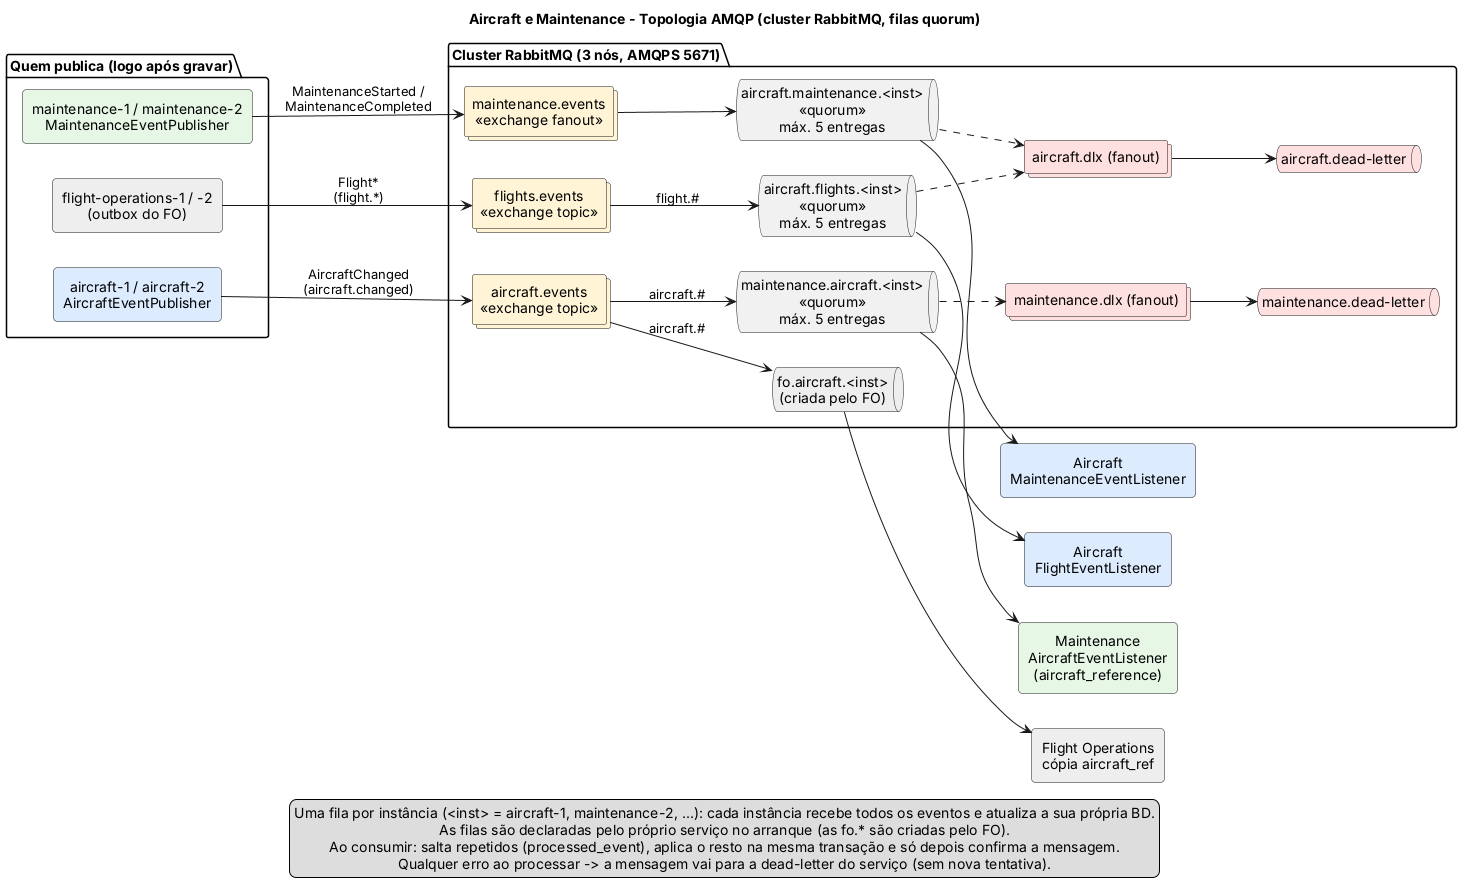 Aircraft e Maintenance - Topologia AMQP (cluster RabbitMQ, filas quorum)
Quem publica (logo após gravar)
maintenance-1 / maintenance-2
MaintenanceEventPublisher
flight-operations-1 / -2
(outbox do FO)
aircraft-1 / aircraft-2
AircraftEventPublisher
MaintenanceStarted /
MaintenanceCompleted
Flight*
(flight.*)
AircraftChanged
(aircraft.changed)
Cluster RabbitMQ (3 nós, AMQPS 5671)
maintenance.events
«exchange fanout»
flights.events
«exchange topic»
aircraft.events
«exchange topic»
flight.#
aircraft.#
aircraft.#
aircraft.maintenance.<inst>
«quorum»
máx. 5 entregas
aircraft.flights.<inst>
«quorum»
máx. 5 entregas
maintenance.aircraft.<inst>
«quorum»
máx. 5 entregas
fo.aircraft.<inst>
(criada pelo FO)
aircraft.dlx (fanout)
aircraft.dead-letter
maintenance.dlx (fanout)
maintenance.dead-letter
Aircraft
MaintenanceEventListener
Aircraft
FlightEventListener
Maintenance
AircraftEventListener
(aircraft_reference)
Flight Operations
cópia aircraft_ref
Uma fila por instância (<inst> = aircraft-1, maintenance-2, ...): cada instância recebe todos os eventos e atualiza a sua própria BD.
As filas são declaradas pelo próprio serviço no arranque (as fo.* são criadas pelo FO).
Ao consumir: salta repetidos (processed_event), aplica o resto na mesma transação e só depois confirma a mensagem.
Qualquer erro ao processar -> a mensagem vai para a dead-letter do serviço (sem nova tentativa).